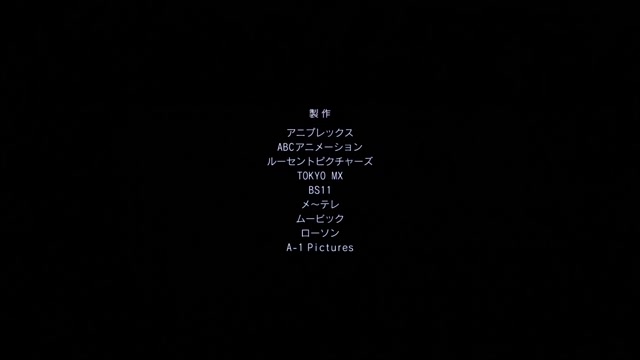 製作
アニプレックス
ABCアニメーション
ルーセントピクチャーズ
TOKYO MX
BS11
メ～テレ
ムービック
ローソン
A-1 Pictures